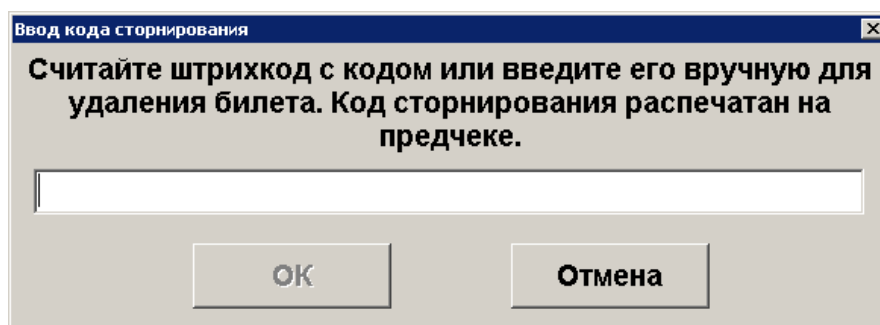 Ввод кода сторнирования
Считайте штрихкод с кодом или введите его вручную для
удаления билета. Код сторнирования распечатан на
предчеке.
ОК
Отмена